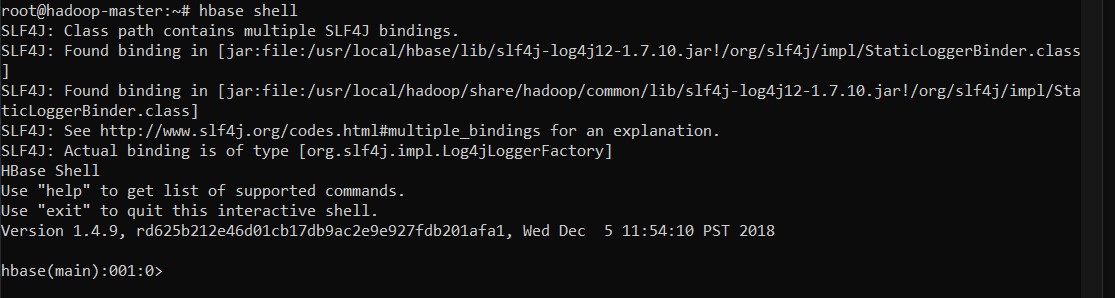 root@hadoop-master:~# hbase shell
SLF4J: Class path contains multiple SLF4J bindings.
SLF4J: Found binding in [jar:file:/usr/local/hbase/lib/slf4j-log4j12-1.7.10.jar!/org/slf4j/impl/StaticLoggerBinder.class
]
SLF4J: Found binding in [jar:file:/usr/local/hadoop/share/hadoop/common/lib/slf4j-log4j12-1.7.10.jar!/org/slf4j/impl/Sta
ticLoggerBinder.class]
SLF4J: See http://www.slf4j.org/codes.html#multiple_bindings for an explanation.
SLF4J: Actual binding is of type [org.slf4j.impl.Log4jLoggerFactory]
HBase Shell
Use "help" to get list of supported commands.
Use "exit" to quit this interactive shell.
Version 1.4.9, rd625b212e46d01cb17db9ac2e9e927fdb201afa1, Wed Dec  5 11:54:10 PST 2018
hbase(main):001:0>